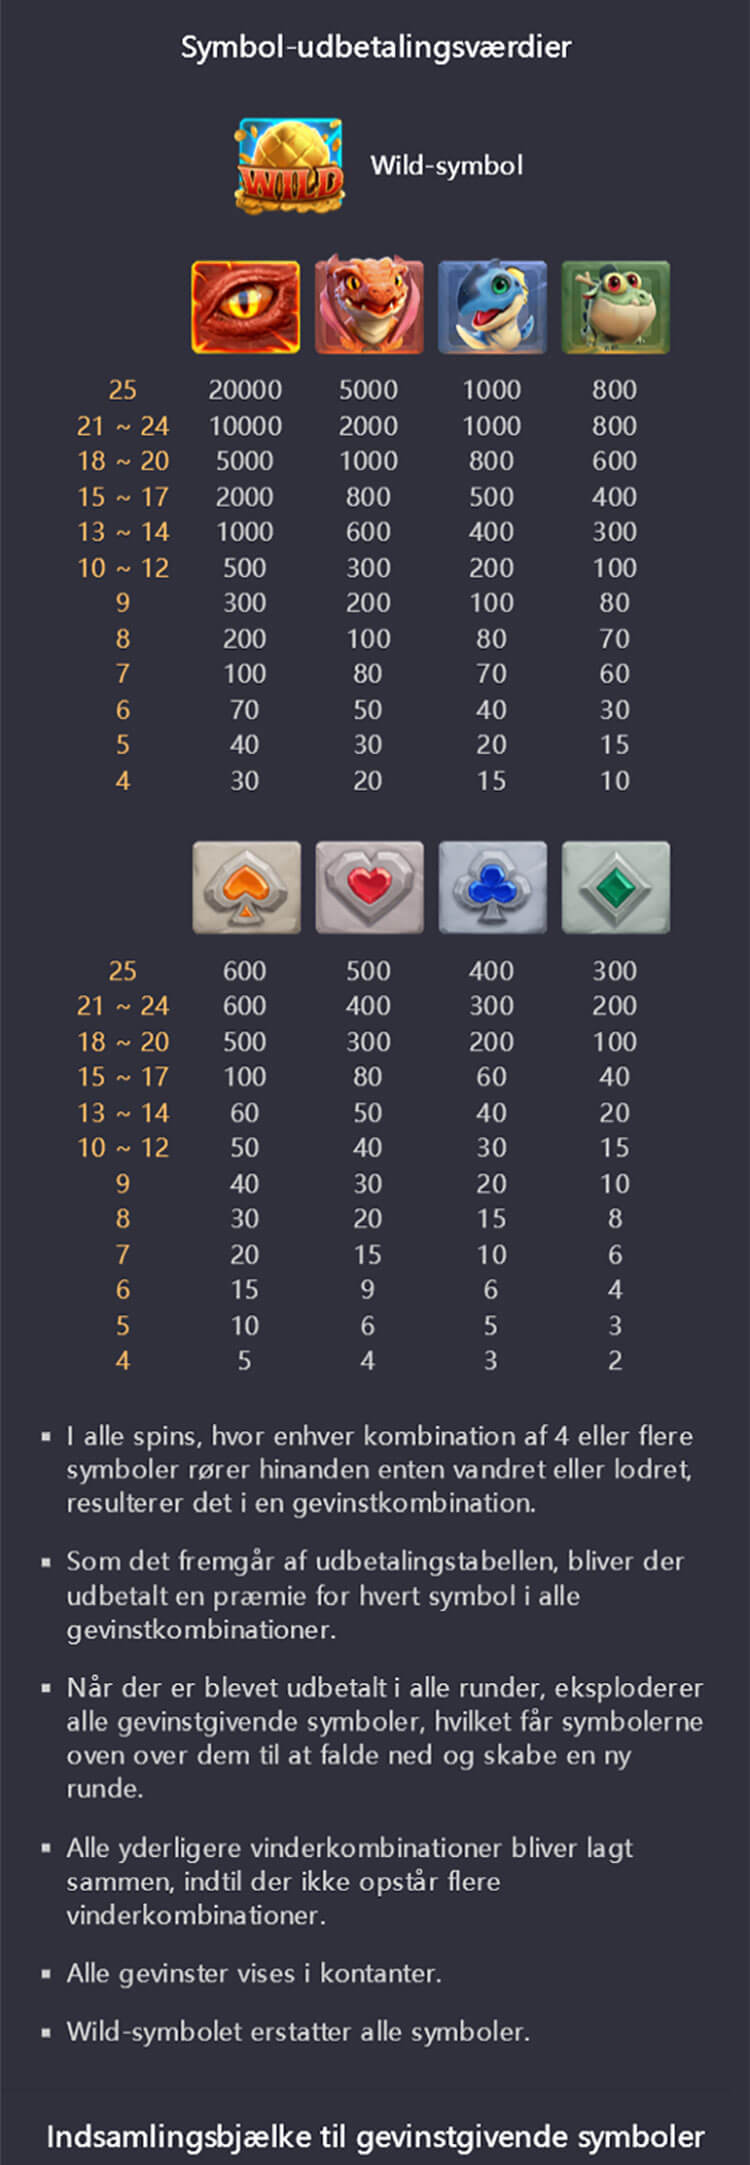 Symbol-udbetalingsværdier
WILD
Wild-symbol
25 20000 5000 1000 800
21 ~ 24 10000 2000 1000 800
18 ~ 20 5000 1000 800 600
15 ~ 17 2000 800 500 400
13 ~ 14 1000 600 400 300
10 ~ 12 500 300 200 100
9 300 200 100 80
8 200 100 80 70
7 100 80 70 60
6 70 50 40 30
5 40 30 20 15
4 30 20 15 10
25 600 500 400 300
21 ~ 24 600 400 300 200
18 ~ 20 500 300 200 100
15 ~ 17 100 80 60 40
13 ~ 14 60 50 40 20
10 ~ 12 50 40 30 15
9 40 30 20 10
8 30 20 15 8
7 20 15 10 6
6 15 9 6 4
5 10 6 5 3
4 5 4 3 2
▪ I alle spins, hvor enhver kombination af 4 eller flere
symboler rører hinanden enten vandret eller lodret,
resulterer det i en gevinstkombination.
▪ Som det fremgår af udbetalingstabellen, bliver der
udbetalt en præmie for hvert symbol i alle
gevinstkombinationer.
▪ Når der er blevet udbetalt i alle runder, eksploderer
alle gevinstgivende symboler, hvilket får symbolerne
oven over dem til at falde ned og skabe en ny
runde.
▪ Alle yderligere vinderkombinationer bliver lagt
sammen, indtil der ikke opstår flere
vinderkombinationer.
▪ Alle gevinster vises i kontanter.
▪ Wild-symbolet erstatter alle symboler.
Indsamlingsbjælke til gevinstgivende symboler